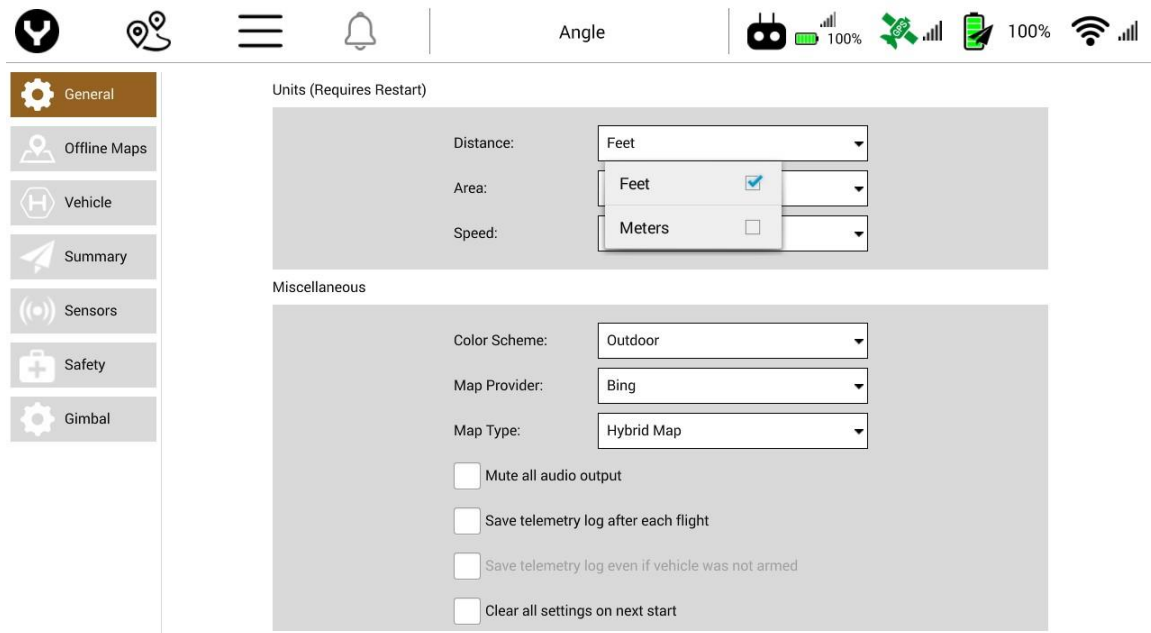 Angle
100%
GPS
100%
General
Offline Maps
Vehicle
Summary
Sensors
Safety
Gimbal
Units (Requires Restart)
Distance:
Feet
Feet
Meters
Area:
Speed:
Miscellaneous
Color Scheme:
Outdoor
Map Provider:
Bing
Map Type:
Hybrid Map
Mute all audio output
Save telemetry log after each flight
Save telemetry log even if vehicle was not armed
Clear all settings on next start